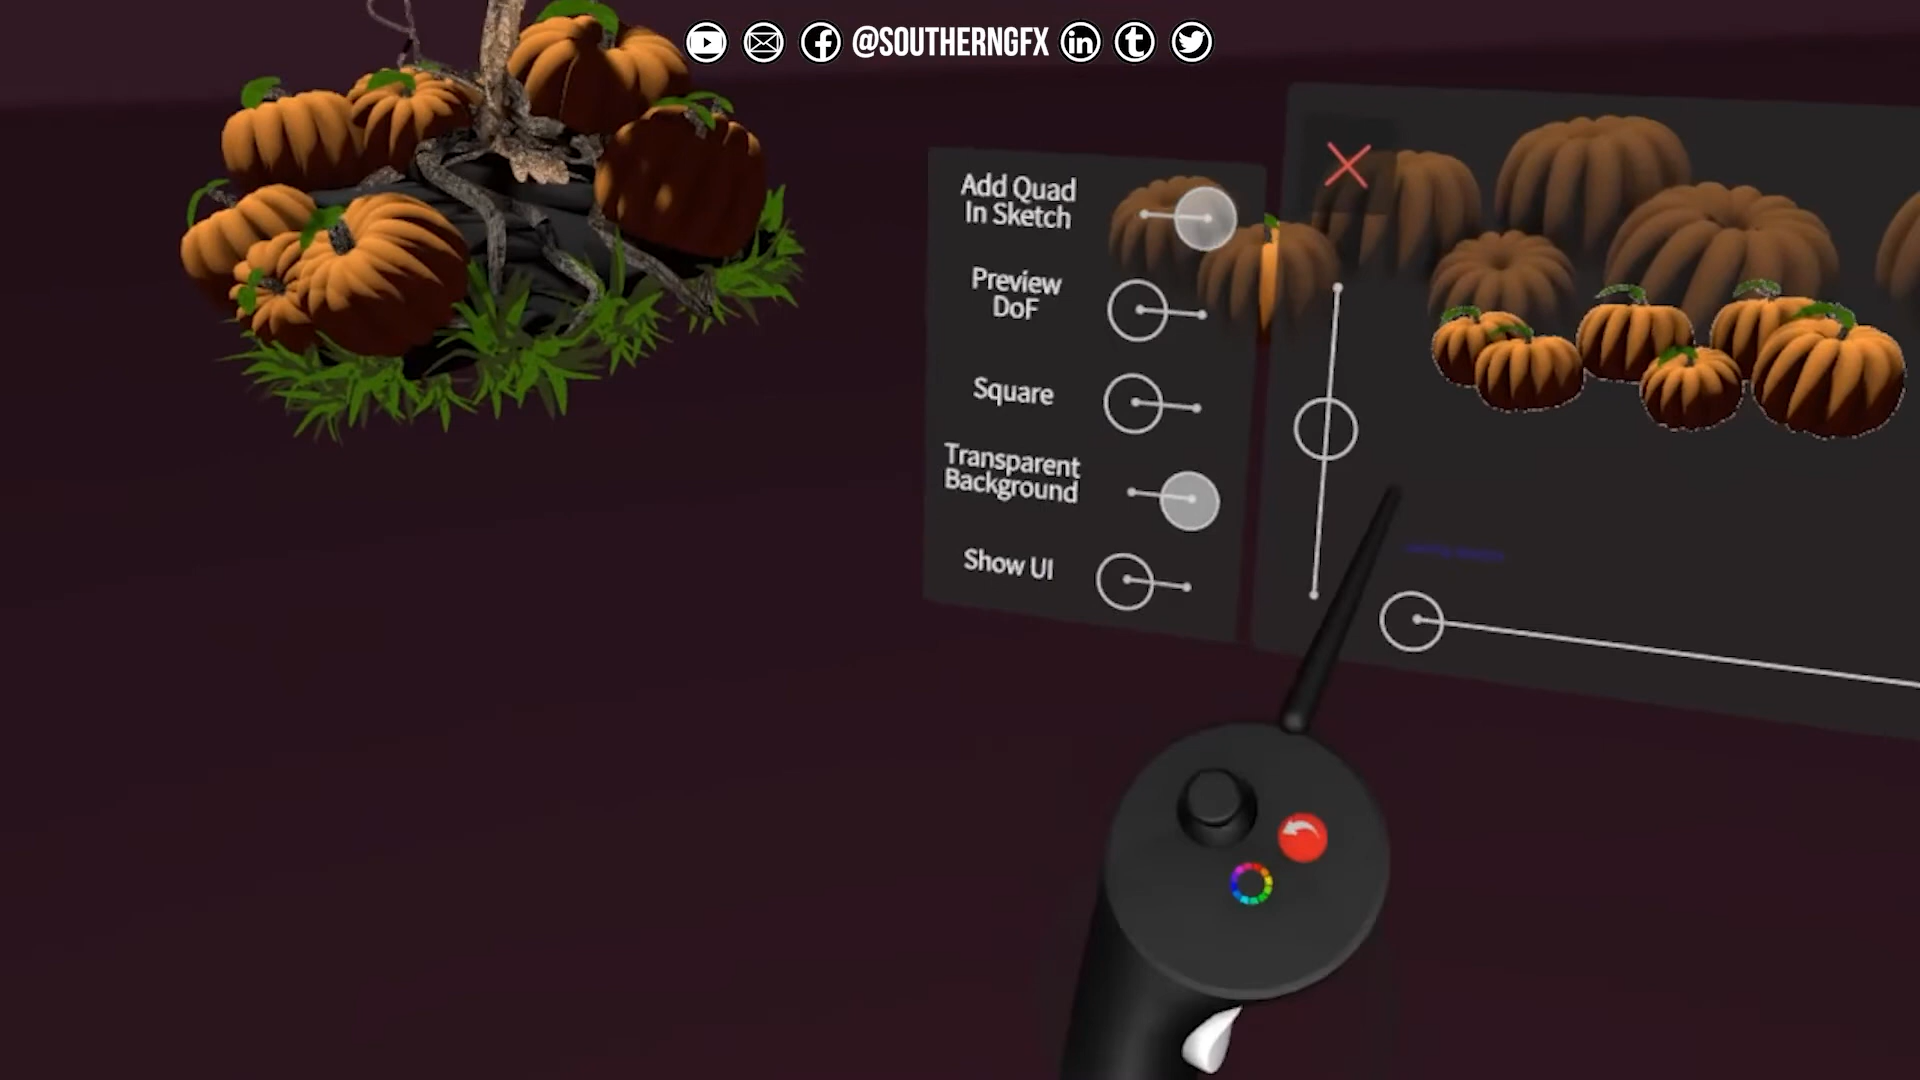 @SOUTHERNGFX
Add Quad
In Sketch
Preview
DoF
Square
Transparent
Background
Show UI